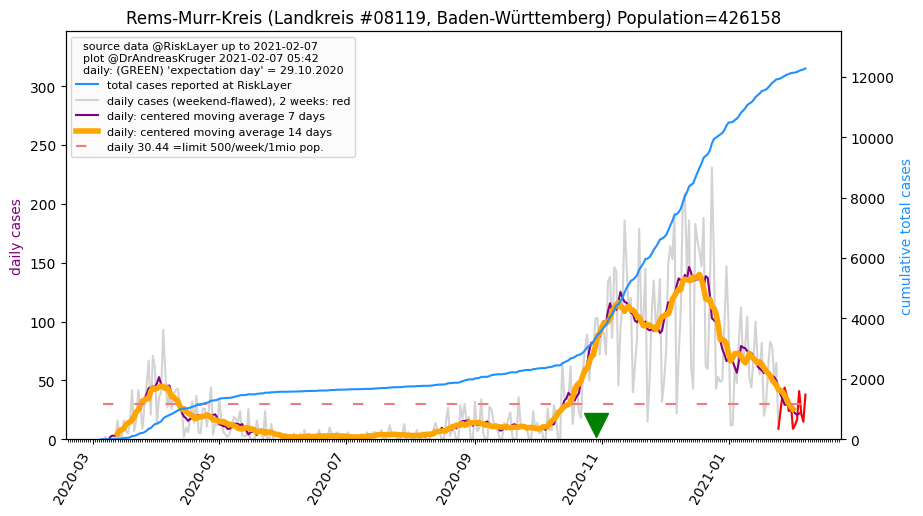 Rems-Murr-Kreis (Landkreis #08119, Baden-Württemberg) Population=426158
source data @RiskLayer up to 2021-02-07
plot @DrAndreasKruger 2021-02-07 05:42
daily: (GREEN) 'expectation day' = 29.10.2020
total cases reported at RiskLayer
daily cases (weekend-flawed), 2 weeks: red
daily: centered moving average 7 days
daily: centered moving average 14 days
daily 30.44 =limit 500/week/1mio pop.
daily cases
300
250
200
150
100
50
0
cumulative total cases
12000
10000
8000
6000
4000
2000
0
2020-03
2020-05
2020-07
2020-09
2020-11
2021-01